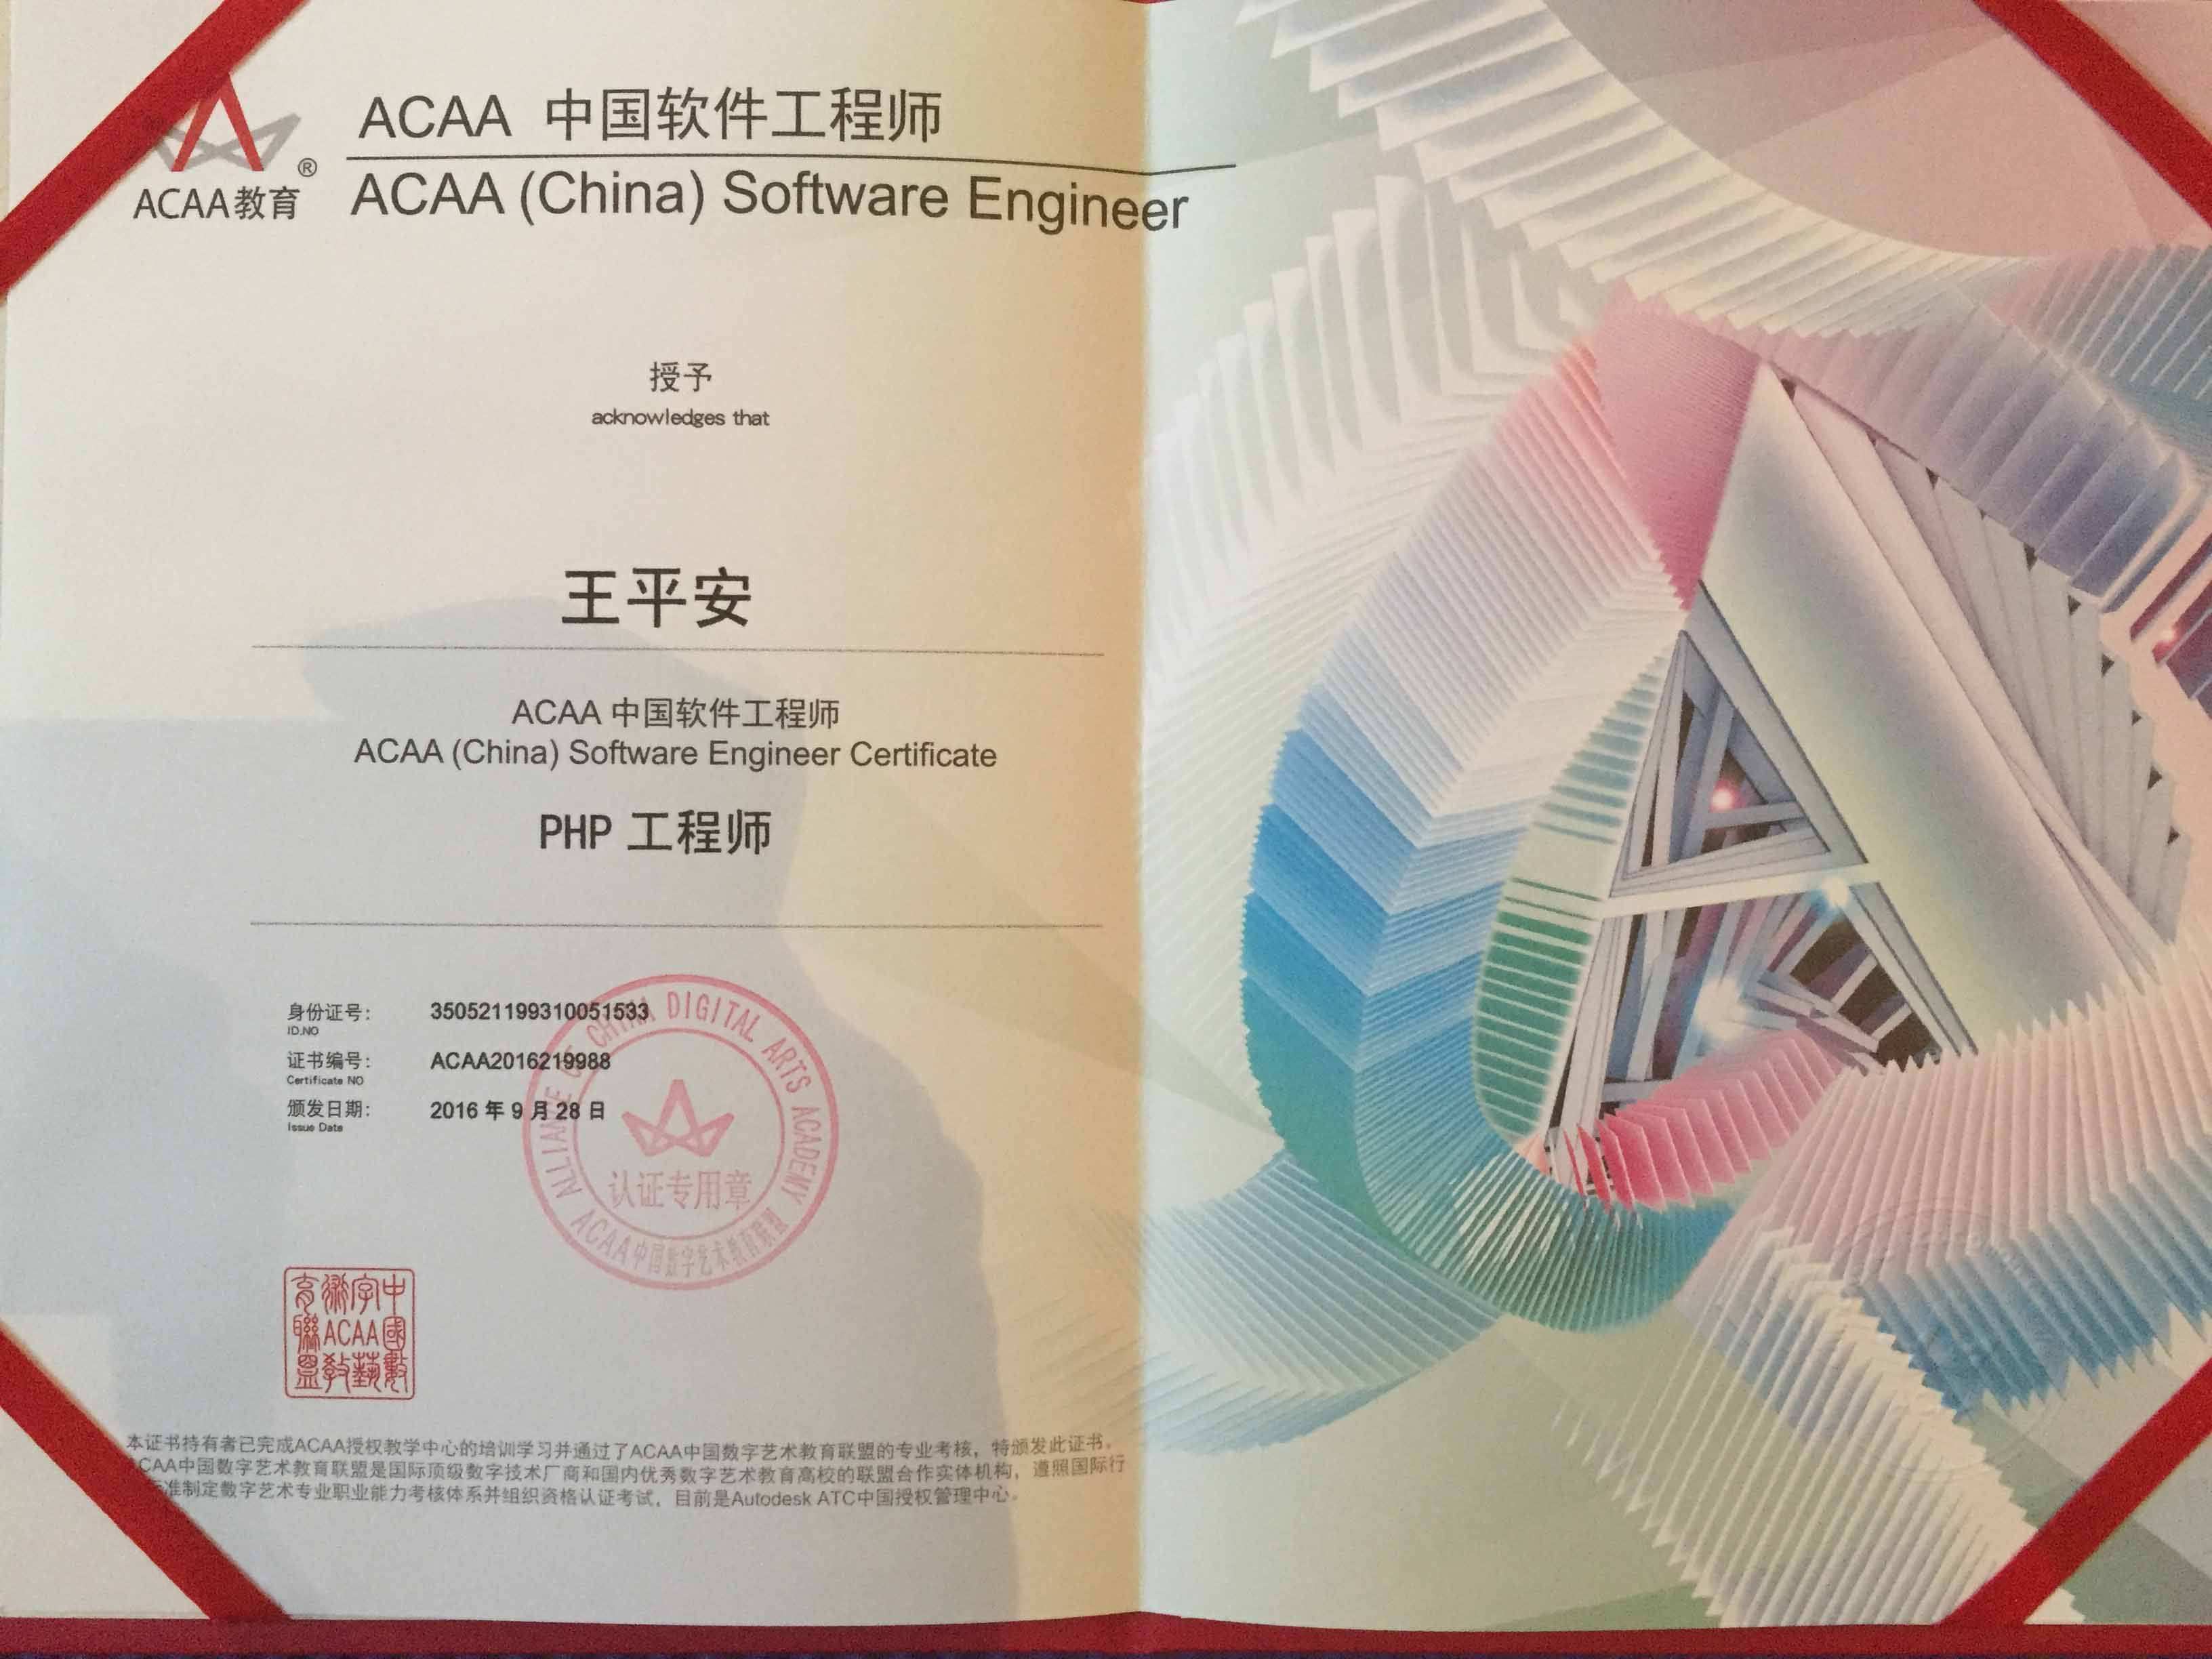 ACAA教育
®
ACAA 中国软件工程师
ACAA (China) Software Engineer
授予
acknowledges that
王平安
ACAA 中国软件工程师
ACAA (China) Software Engineer Certificate
PHP 工程师
身份证号： 350521199310051533
ID.NO
证书编号： ACAA2016219988
Certificate NO
颁发日期： 2016 年 9 月 28 日
Issue Date
ALLIANCE OF CHINA DIGITAL ARTS ACADEMY
认证专用章
ACAA中国数字艺术教育联盟
中國數字ACAA藝術教育聯盟
本证书持有者已完成ACAA授权教学中心的培训学习并通过了ACAA中国数字艺术教育联盟的专业考核，特颁发此证书。
CAA中国数字艺术教育联盟是国际顶级数字技术厂商和国内优秀数字艺术教育高校的联盟合作实体机构，遵照国际行
标准制定数字艺术专业职业能力考核体系并组织资格认证考试，目前是Autodesk ATC中国授权管理中心。